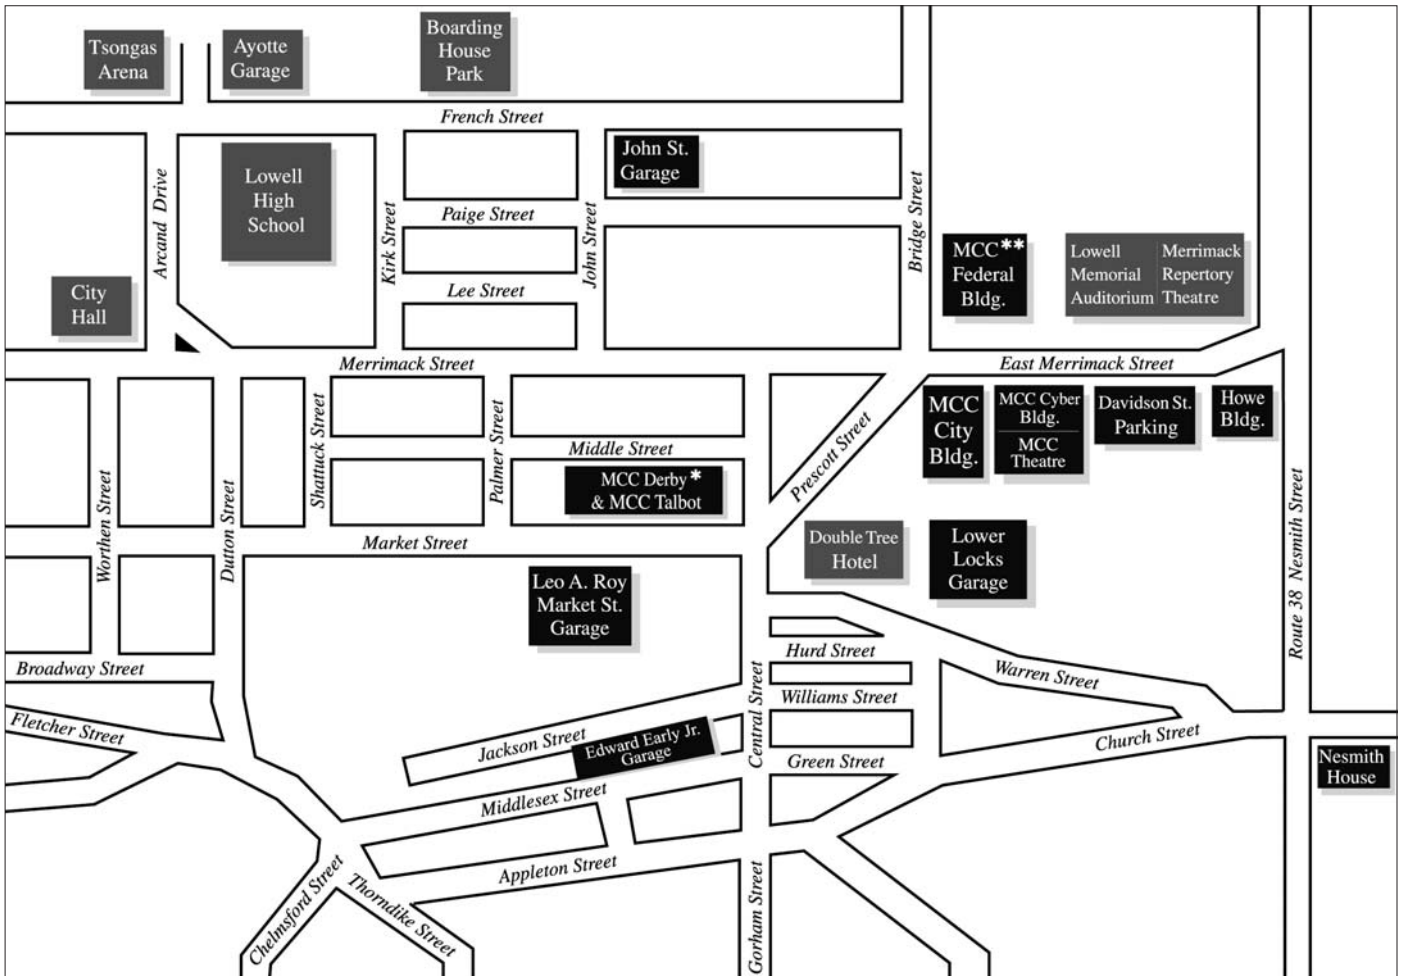 Tsongas
Arena
Ayotte
Garage
Boarding
House
Park
French Street
John St.
Garage
Lowell
High
School
Arcand Drive
Kirk Street
Paige Street
John Street
Bridge Street
Lee Street
City
Hall
MCC**
Federal
Bldg.
Lowell
Memorial
Auditorium
Merrimack
Repertory
Theatre
Merrimack Street
East Merrimack Street
MCC
City
Bldg.
MCC Cyber
Bldg.
MCC
Theatre
Davidson St.
Parking
Howe
Bldg.
Worthen Street
Dutton Street
Shattuck Street
Palmer Street
Middle Street
MCC Derby*
& MCC Talbot
Prescott Street
Market Street
Double Tree
Hotel
Lower
Locks
Garage
Route 38 Nesmith Street
Leo A. Roy
Market St.
Garage
Broadway Street
Fletcher Street
Hurd Street
Williams Street
Central Street
Green Street
Warren Street
Church Street
Jackson Street
Edward Early Jr.
Garage
Middlesex Street
Nesmith
House
Appleton Street
Chelmsford Street
Thorndike Street
Gorham Street